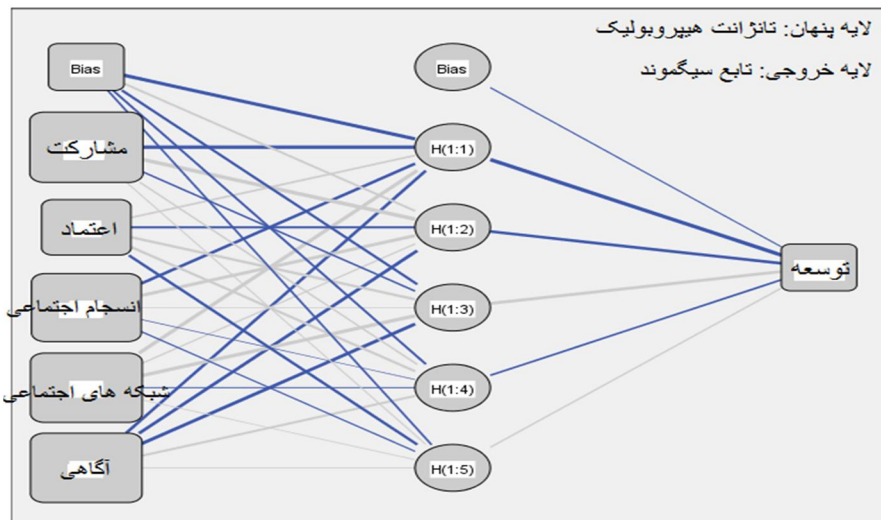 لایه پنهان: تانژانت هیپروبولیک
لایه خروجی: تابع سیگموند
Bias
Bias
مشارکت
H(1:1)
اعتماد
H(1:2)
توسعه
انسجام اجتماعی
H(1:3)
شبکه های اجتماعی
H(1:4)
آگاهی
H(1:5)